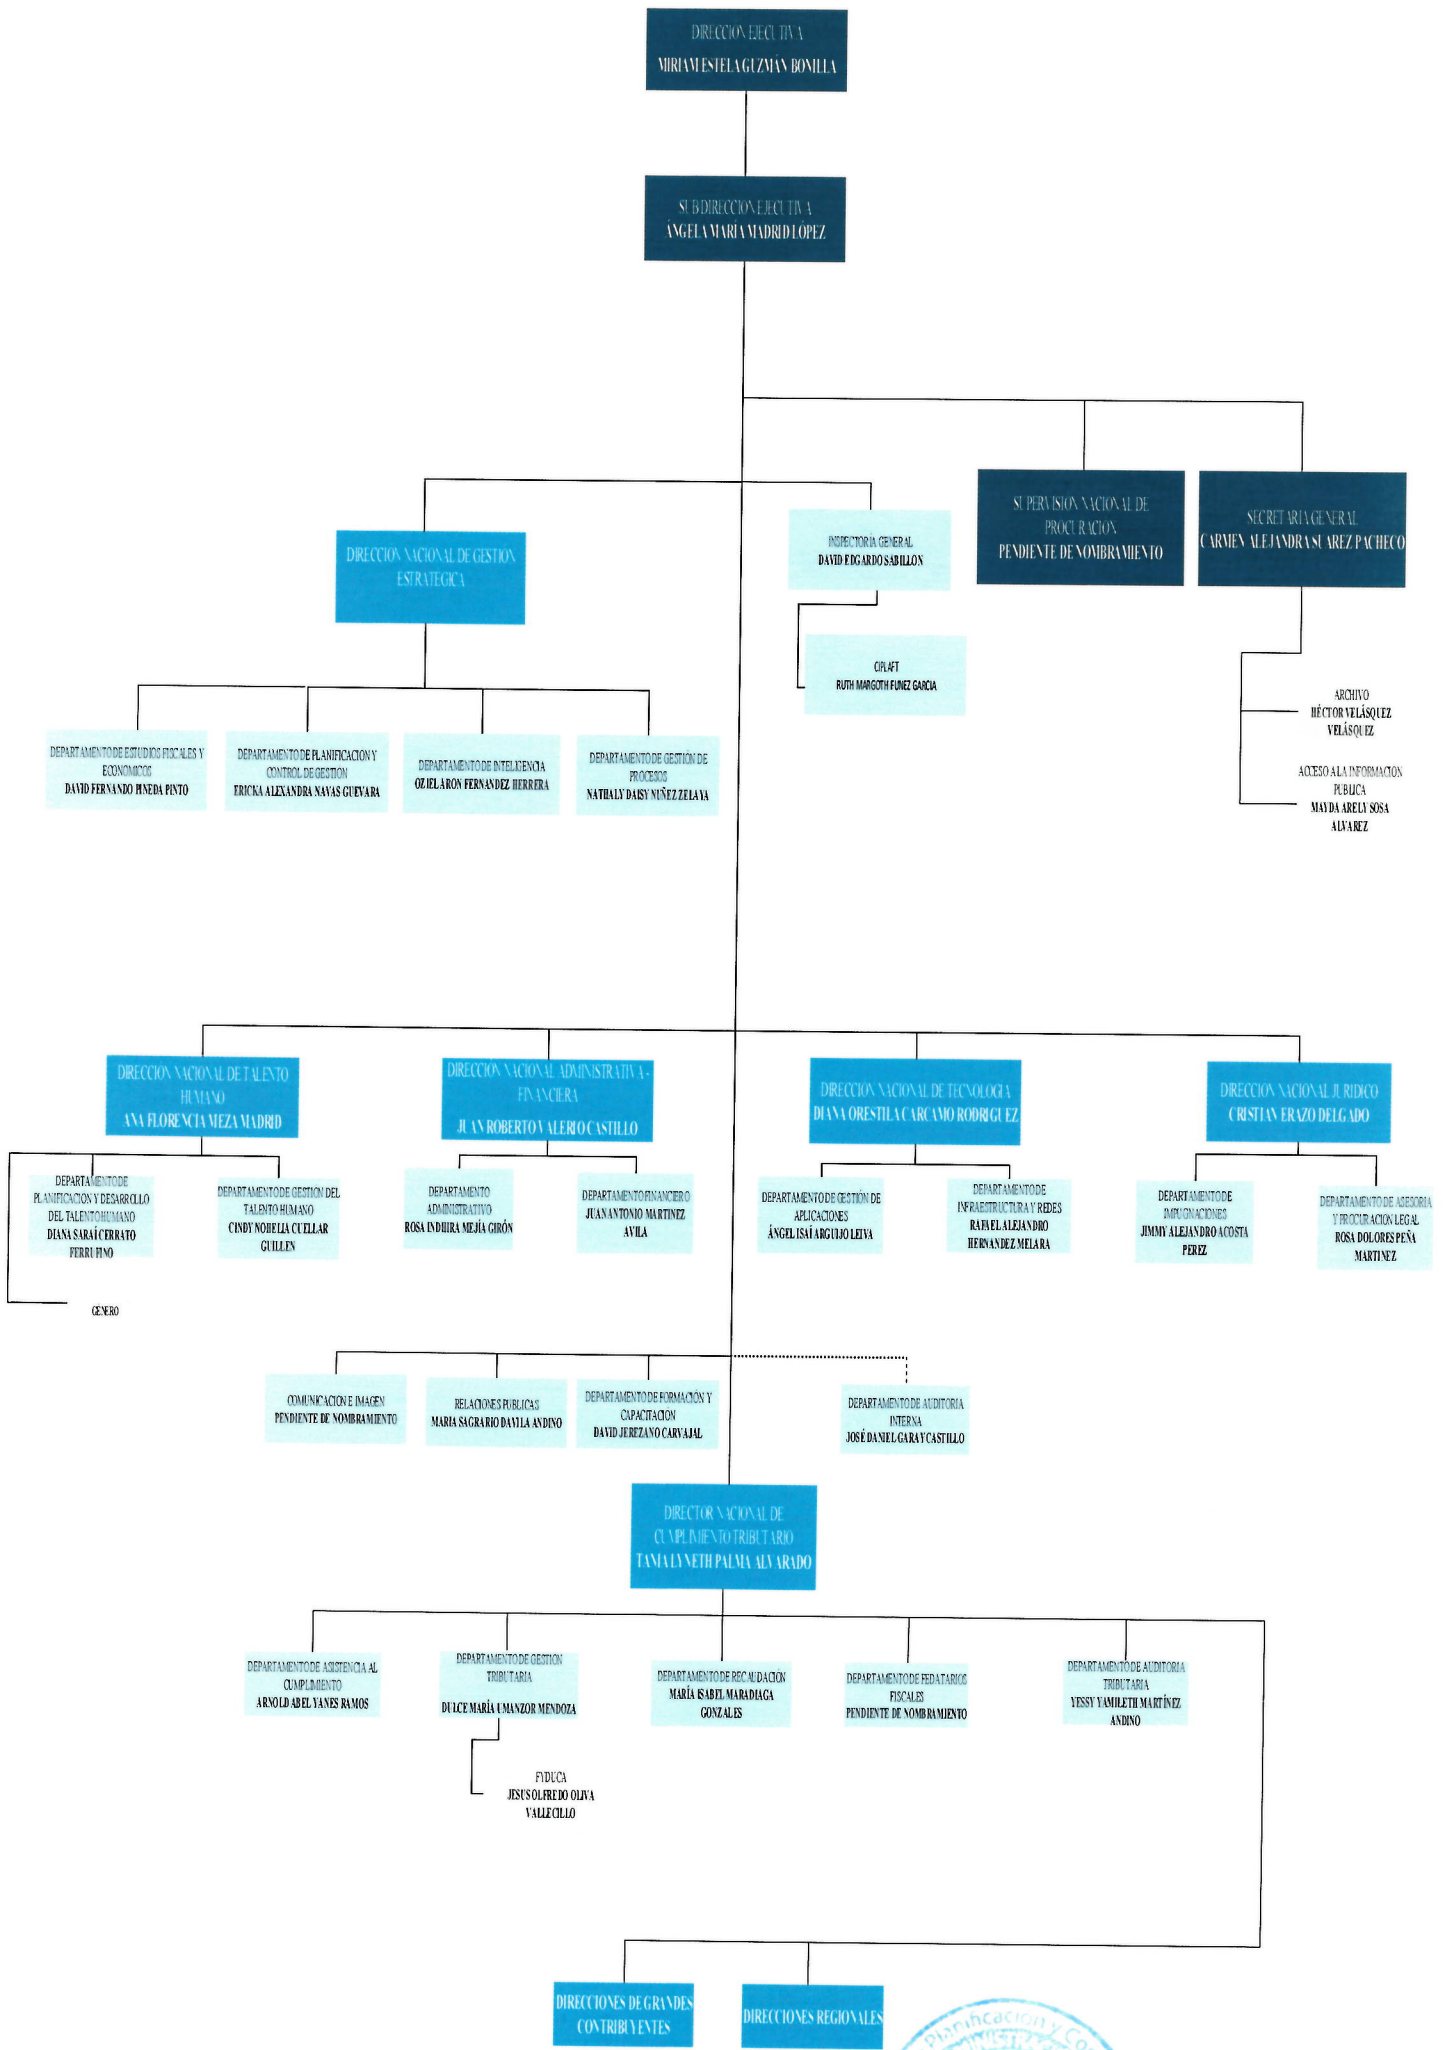 DIRECCIÓN EJECUTIVA
MIRIAM ESTELA GUZMÁN BONILLA
SUB DIRECCION EJECUTIVA
ÁNGELA MARÍA MADRID LÓPEZ
SUPERVISION NACIONAL DE
PROCURACION
PENDIENTE DE NOMBRAMIENTO
SECRETARIA GENERAL
CARMEN ALEJANDRA SUAREZ PACHECO
DIRECCION NACIONAL DE GESTION
ESTRATEGICA
INSPECTORIA GENERAL
DAVID EDGARDO SABILLON
CIPLAFT
RUTH MARGOTH FUNEZ GARCIA
ARCHIVO
HÉCTOR VELÁSQUEZ
VELÁSQUEZ
ACCESO A LA INFORMACION
PUBLICA
MAYDA ARELY SOSA
ALVAREZ
DEPARTAMENTO DE ESTUDIOS FISCALES Y
ECONOMICOS
DAVID FERNANDO PINEDA PINTO
DEPARTAMENTO DE PLANIFICACION Y
CONTROL DE GESTION
ERICKA ALEXANDRA NAVAS GUEVARA
DEPARTAMENTO DE INTELIGENCIA
OZIEL ARON FERNANDEZ HERRERA
DEPARTAMENTO DE GESTIÓN DE
PROCESOS
NATHALY DAISY NUÑEZ ZELAYA
DIRECCIÓN NACIONAL DE TALENTO
HUMANO
ANA FLORENCIA MEZA MADRID
DIRECCIÓN NACIONAL ADMINISTRATIVA -
FINANCIERA
JUAN ROBERTO VALERIO CASTILLO
DIRECCIÓN NACIONAL DE TECNOLOGIA
DIANA ORESTILA CARCAMO RODRIGUEZ
DIRECCION NACIONAL JURIDICO
CRISTIAN ERAZO DELGADO
DEPARTAMENTO DE
PLANIFICACIÓN Y DESARROLLO
DEL TALENTO HUMANO
DIANA SARAÍ CERRATO
FERRUFINO
DEPARTAMENTO DE GESTIÓN DEL
TALENTO HUMANO
CINDY NOHELIA CUELLAR
GUILLEN
DEPARTAMENTO
ADMINISTRATIVO
ROSA INDHIRA MEJÍA GIRÓN
DEPARTAMENTO FINANCIERO
JUAN ANTONIO MARTINEZ
AVILA
DEPARTAMENTO DE GESTIÓN DE
APLICACIONES
ÁNGEL ISAÍ ARGUIJO LEIVA
DEPARTAMENTO DE
INFRAESTRUCTURA Y REDES
RAFAEL ALEJANDRO
HERNANDEZ MELARA
DEPARTAMENTO DE
IMPUGNACIONES
JIMMY ALEJANDRO ACOSTA
PEREZ
DEPARTAMENTO DE ASESORIA
Y PROCURACION LEGAL
ROSA DOLORES PEÑA
MARTINEZ
GÉNERO
COMUNICACION E IMAGEN
PENDIENTE DE NOMBRAMIENTO
RELACIONES PUBLICAS
MARIA SAGRARIO DAVILA ANDINO
DEPARTAMENTO DE FORMACIÓN Y
CAPACITACIÓN
DAVID JEREZANO CARVAJAL
DEPARTAMENTO DE AUDITORIA
INTERNA
JOSÉ DANIEL GARAY CASTILLO
DIRECTOR NACIONAL DE
CUMPLIMIENTO TRIBUTARIO
TANIA LYNETH PALMA ALVARADO
DEPARTAMENTO DE ASISTENCIA AL
CUMPLIMIENTO
ARNOLD ABEL YANES RAMOS
DEPARTAMENTO DE GESTION
TRIBUTARIA
DULCE MARÍA UMANZOR MENDOZA
DEPARTAMENTO DE RECAUDACIÓN
MARÍA ISABEL MARADIAGA
GONZALES
DEPARTAMENTO DE FEDATARIOS
FISCALES
PENDIENTE DE NOMBRAMIENTO
DEPARTAMENTO DE AUDITORIA
TRIBUTARIA
YESSY YAMILETH MARTÍNEZ
ANDINO
FYDUCA
JESUS OLFREDO OLIVA
VALLECILLO
DIRECCIONES DE GRANDES
CONTRIBUYENTES
DIRECCIONES REGIONALES
Planificación y Co